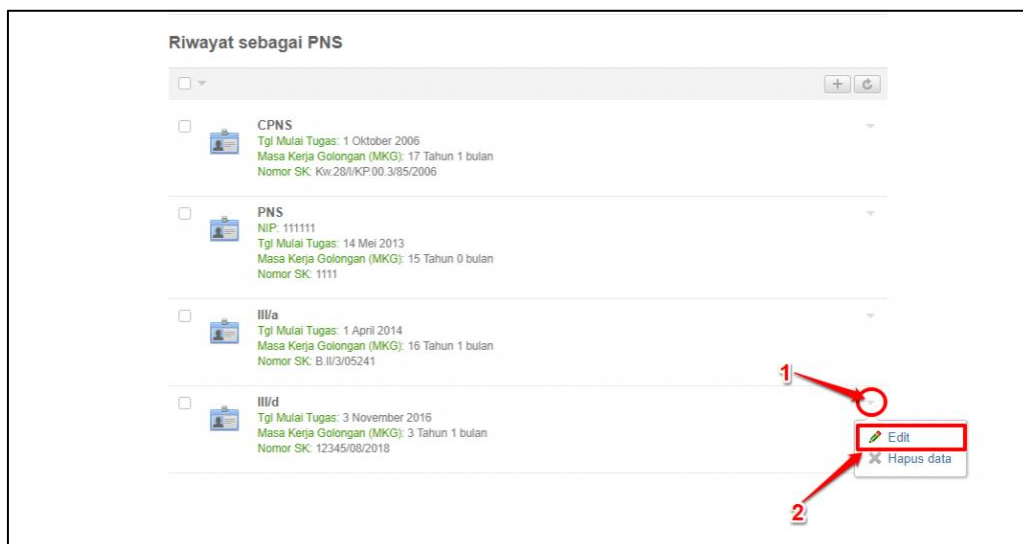 Riwayat sebagai PNS
CPNS
Tgl Mulai Tugas: 1 Oktober 2006
Masa Kerja Golongan (MKG): 17 Tahun 1 bulan
Nomor SK: Kw.28/I/KP.00.3/85/2006
PNS
NIP: 111111
Tgl Mulai Tugas: 14 Mei 2013
Masa Kerja Golongan (MKG): 15 Tahun 0 bulan
Nomor SK: 1111
III/a
Tgl Mulai Tugas: 1 April 2014
Masa Kerja Golongan (MKG): 16 Tahun 1 bulan
Nomor SK: B.II/3/05241
1
III/d
Tgl Mulai Tugas: 3 November 2016
Masa Kerja Golongan (MKG): 3 Tahun 1 bulan
Nomor SK: 12345/08/2018
Edit
Hapus data
2